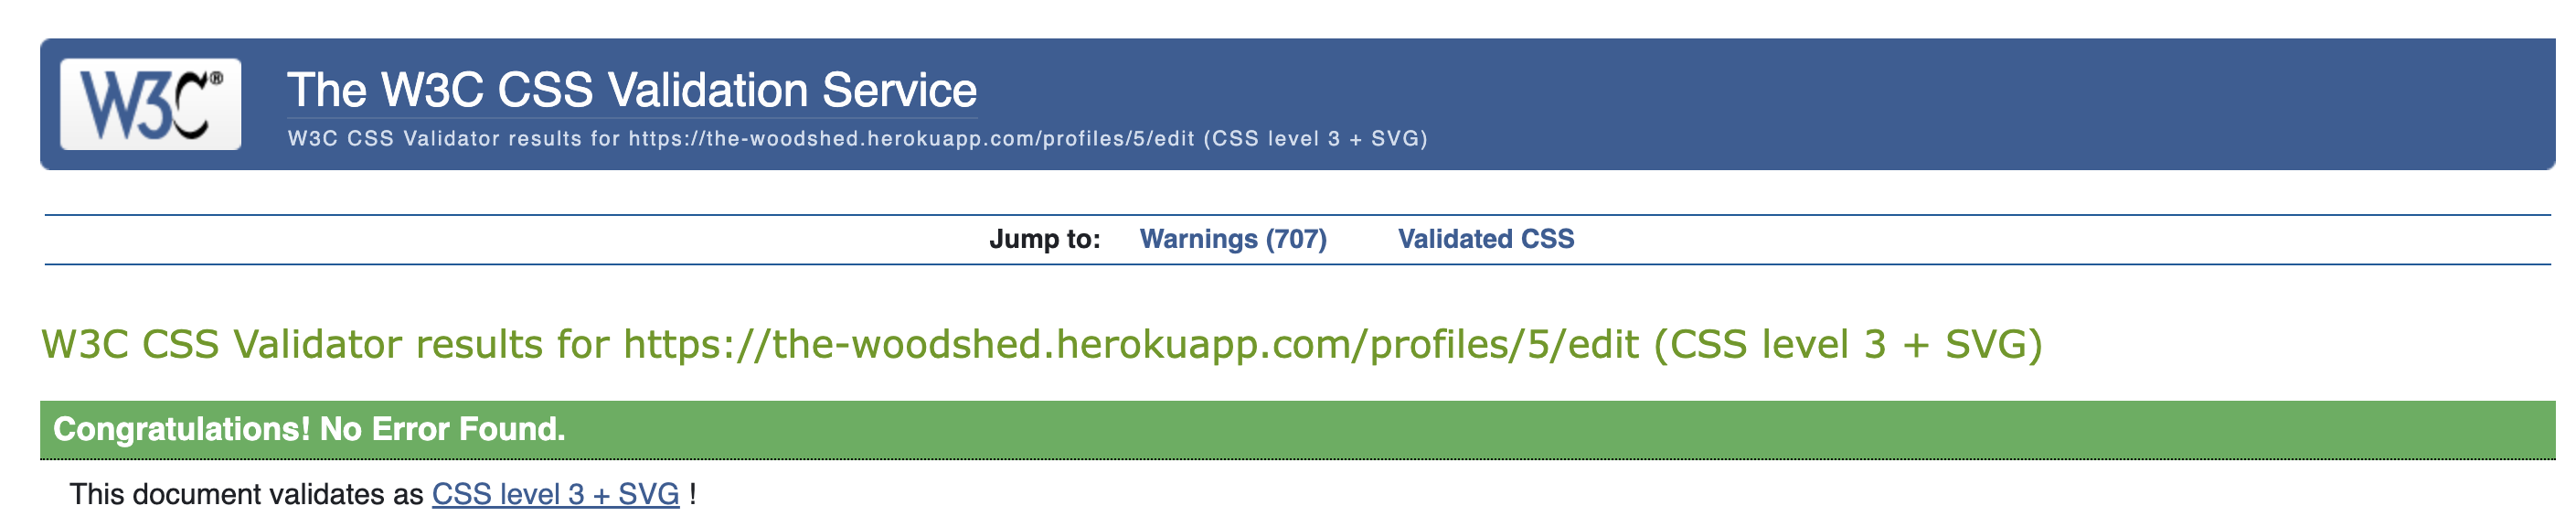 W3C®
The W3C CSS Validation Service
W3C CSS Validator results for https://the-woodshed.herokuapp.com/profiles/5/edit (CSS level 3 + SVG)
Jump to: Warnings (707) Validated CSS
W3C CSS Validator results for https://the-woodshed.herokuapp.com/profiles/5/edit (CSS level 3 + SVG)
Congratulations! No Error Found.
This document validates as CSS level 3 + SVG !